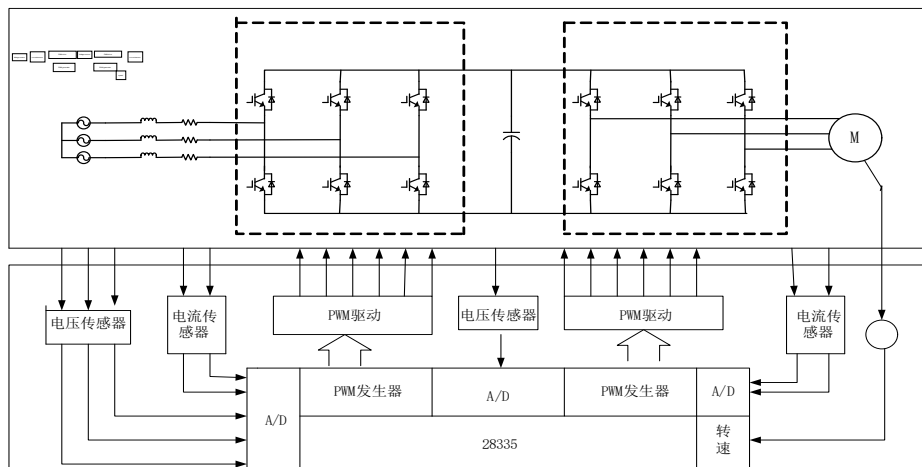 M
电压传感器
电流传
感器
PWM驱动
电压传感器
PWM驱动
电流传
感器
A/D
PWM发生器
A/D
PWM发生器
A/D
28335
转
速